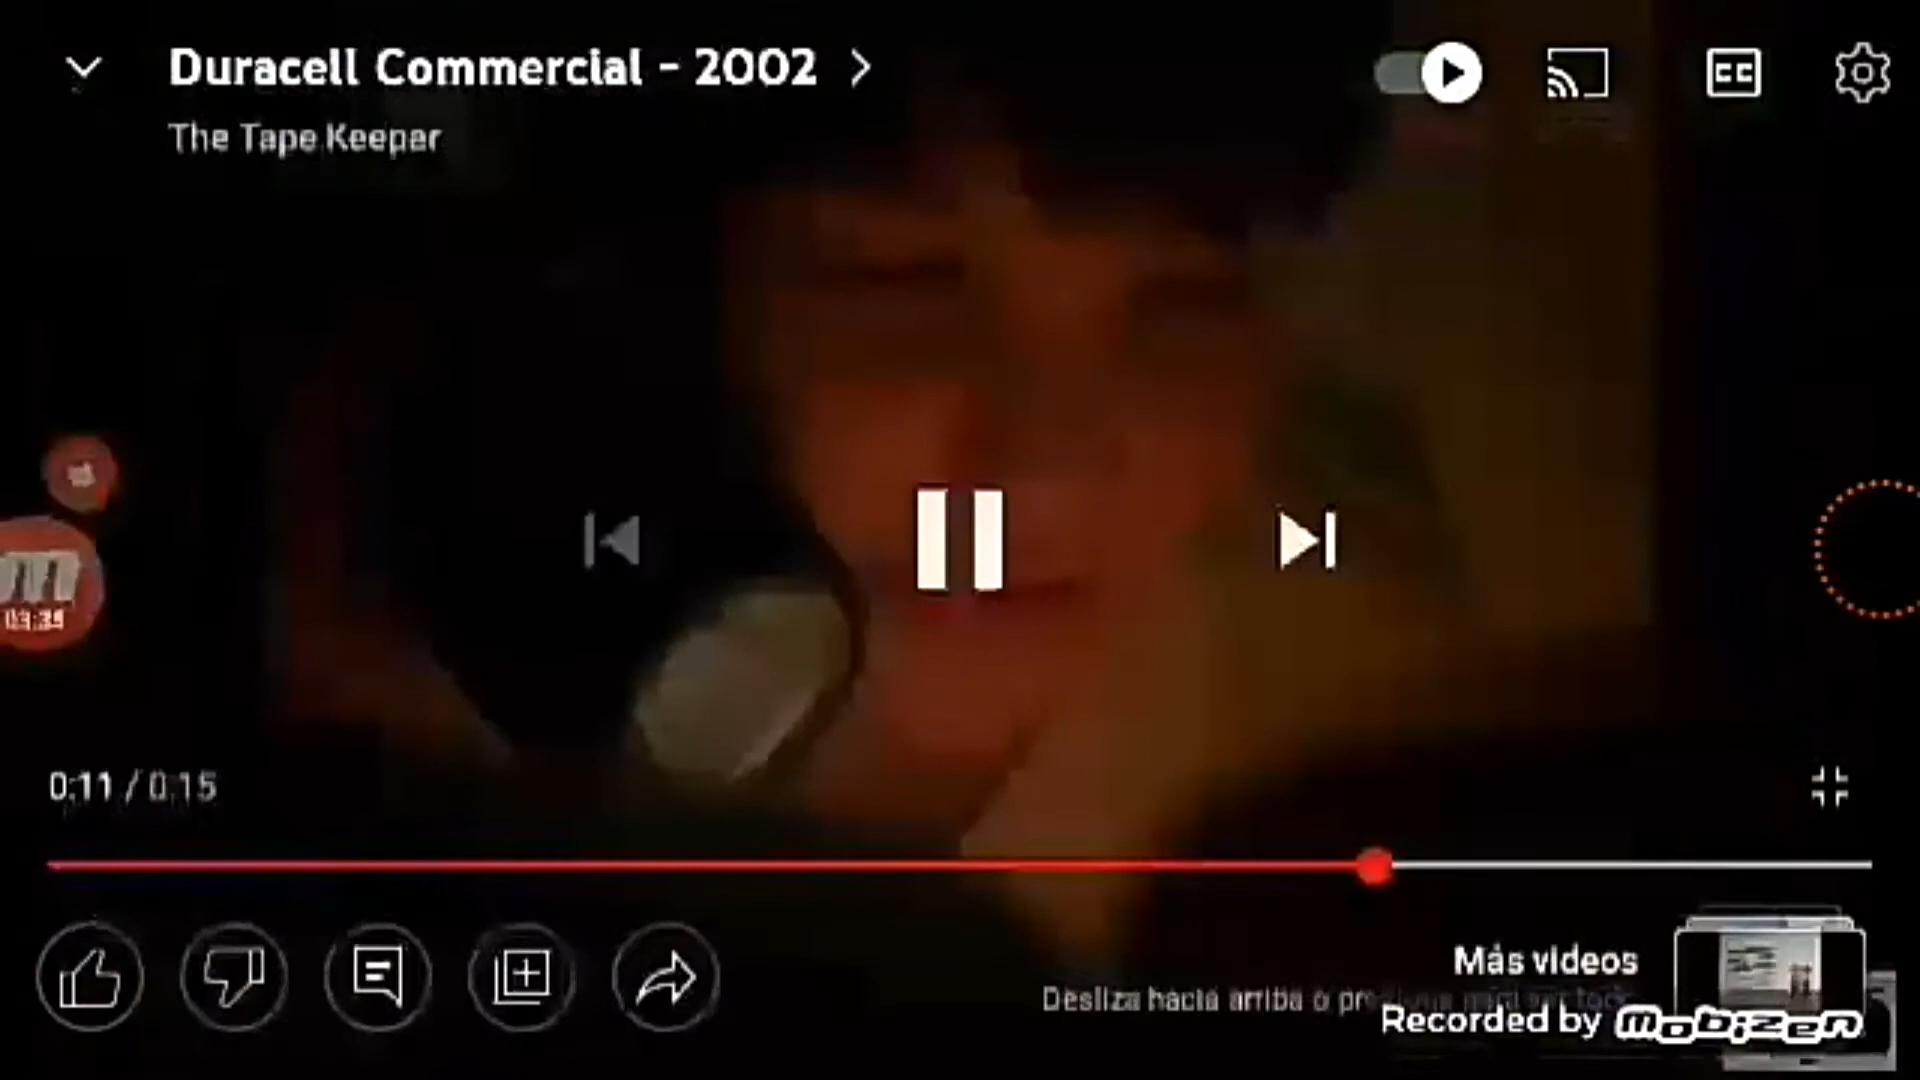 Duracell Commercial - 2002
The Tape Keeper
CC
03:35
0:11 / 0:15
Más videos
Desliza hacia arriba o
Recorded by Mobizen